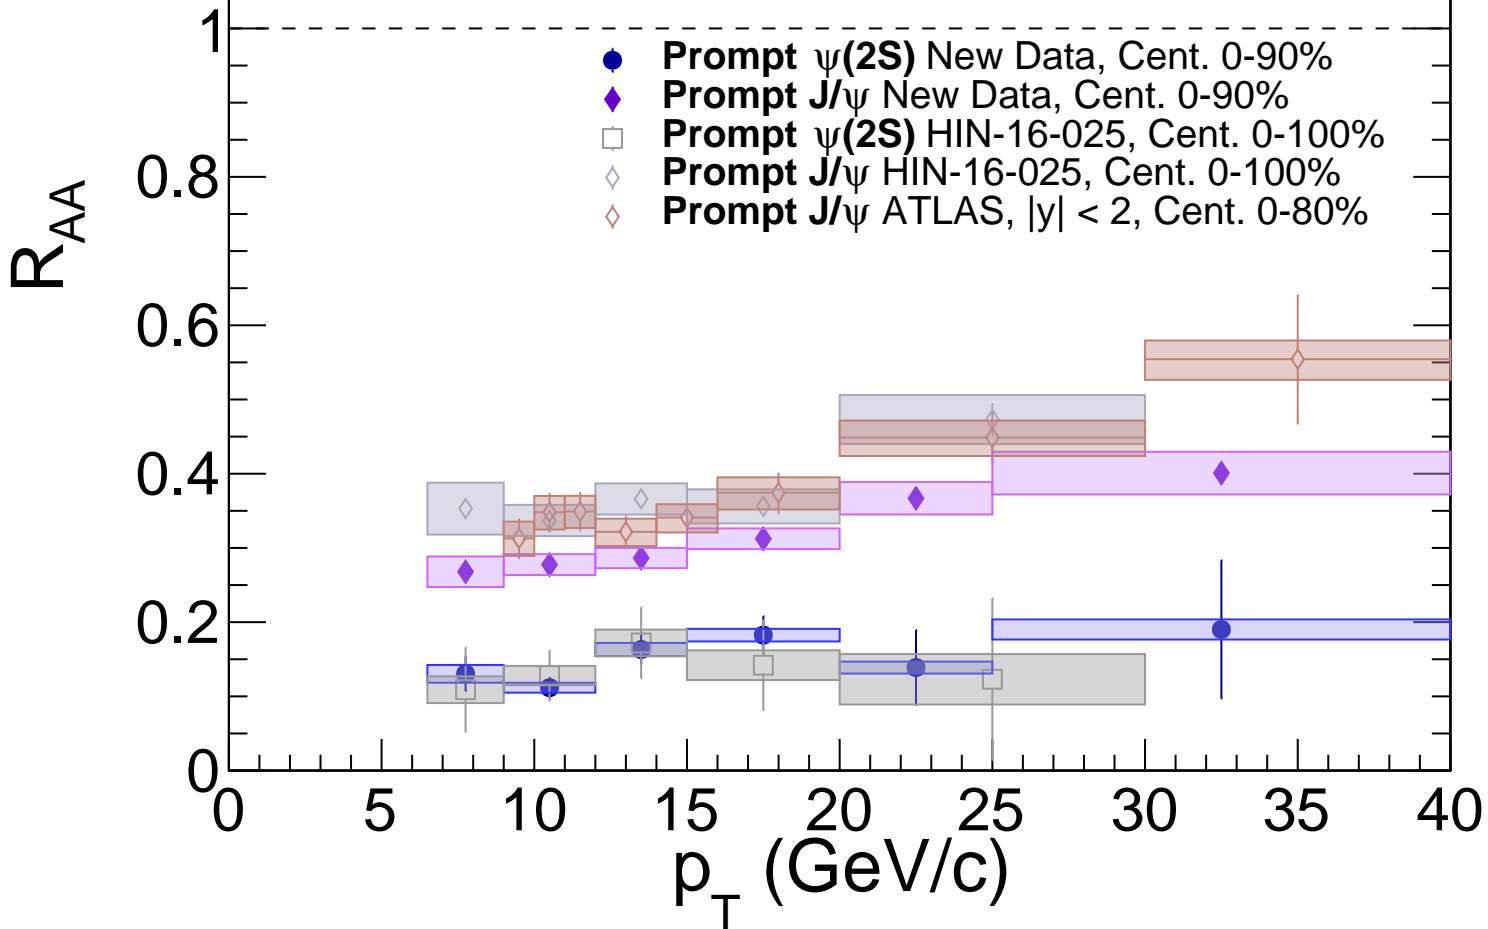 1
Prompt ψ(2S) New Data, Cent. 0-90%
Prompt J/ψ New Data, Cent. 0-90%
Prompt ψ(2S) HIN-16-025, Cent. 0-100%
Prompt J/ψ HIN-16-025, Cent. 0-100%
Prompt J/ψ ATLAS, |y| < 2, Cent. 0-80%
0.8
R_AA
0.6
0.4
0.2
0
0 5 10 15 20 25 30 35 40
p_T (GeV/c)